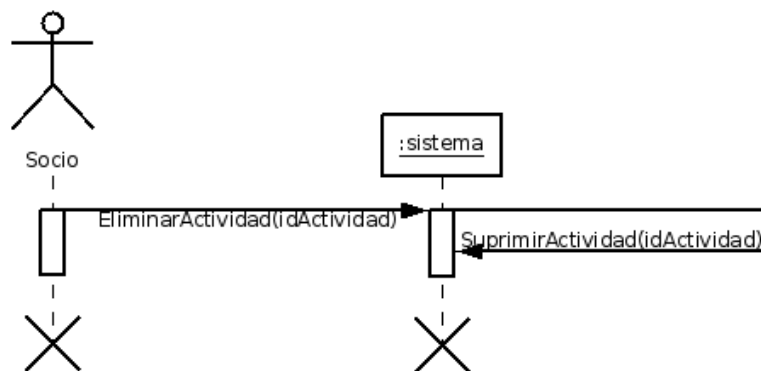 Socio
:sistema
EliminarActividad(idActividad)
SuprimirActividad(idActividad)